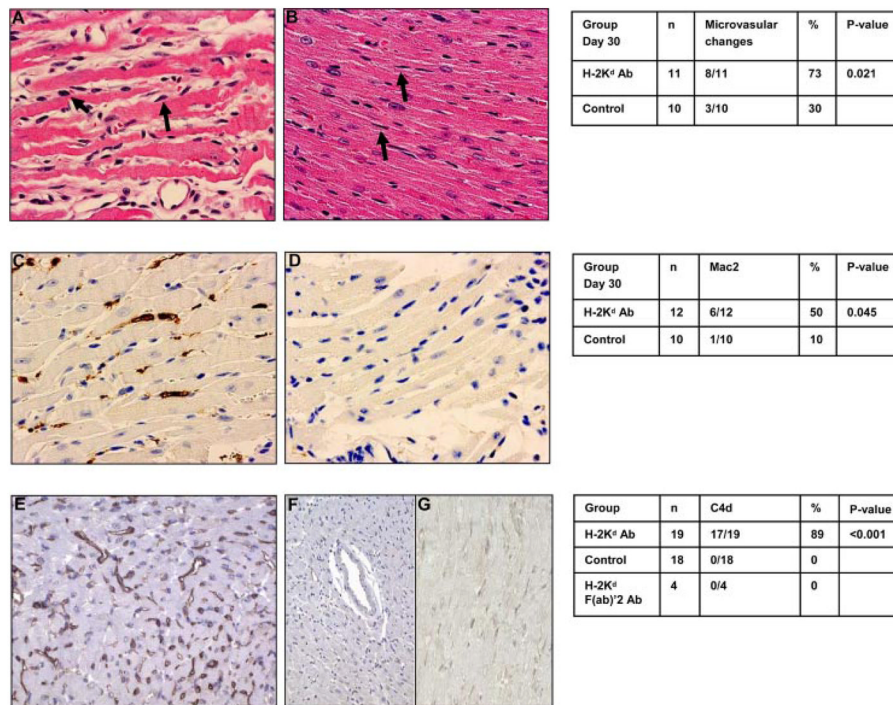 A
B
Group Day 30 n Microvasular changes % P-value
H-2Kᵈ Ab 11 8/11 73 0.021
Control 10 3/10 30
C
D
Group Day 30 n Mac2 % P-value
H-2Kᵈ Ab 12 6/12 50 0.045
Control 10 1/10 10
E
F
G
Group n C4d % P-value
H-2Kᵈ Ab 19 17/19 89 <0.001
Control 18 0/18 0
H-2Kᵈ F(ab)'2 Ab 4 0/4 0